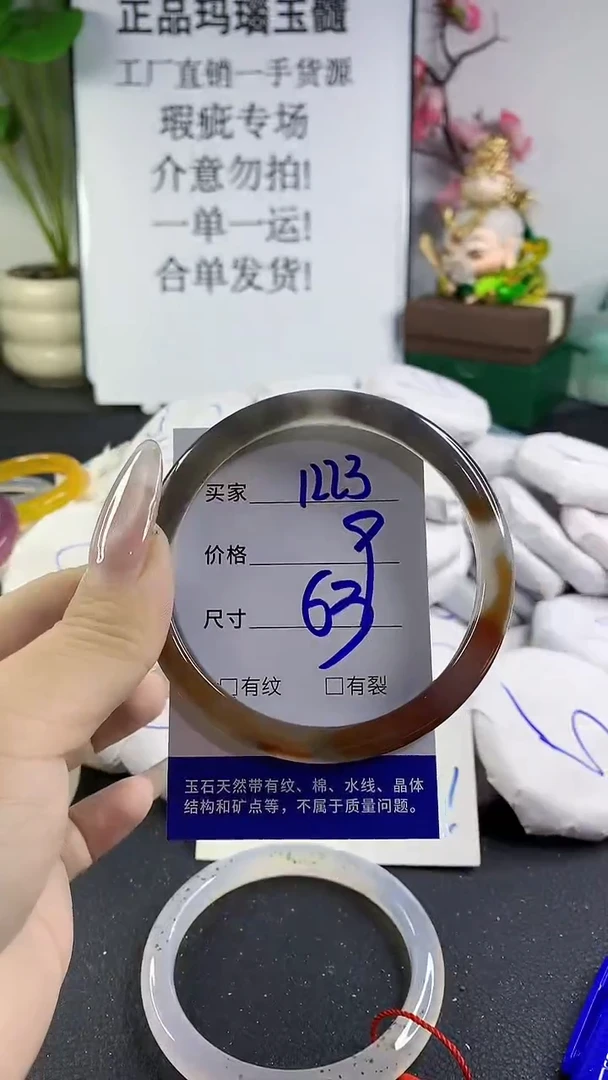 正品玛瑙玉髓
工厂直销一手货源
瑕疵专场
介意勿拍!
一单一运!
合单发货!
买家 1223
价格 9
尺寸 63
□有纹 □有裂
玉石天然带有纹、棉、水线、晶体
结构和矿点等，不属于质量问题。